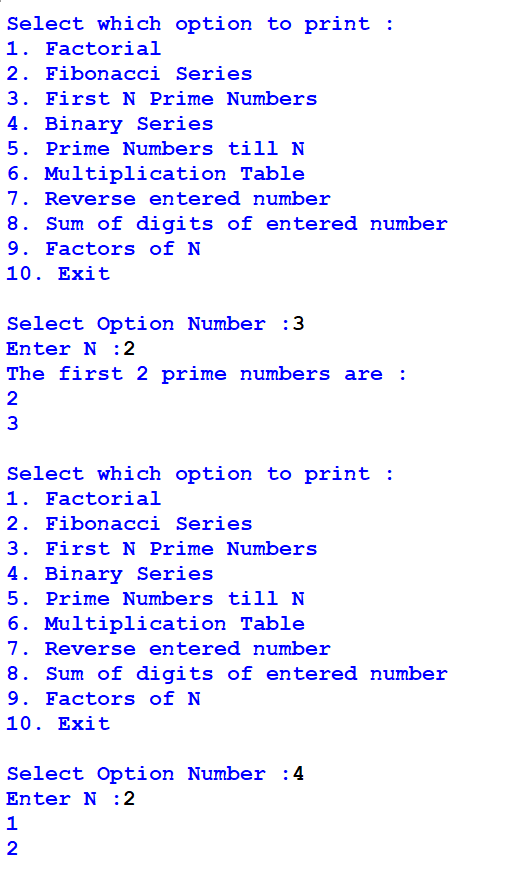 Select which option to print :
1. Factorial
2. Fibonacci Series
3. First N Prime Numbers
4. Binary Series
5. Prime Numbers till N
6. Multiplication Table
7. Reverse entered number
8. Sum of digits of entered number
9. Factors of N
10. Exit

Select Option Number :3
Enter N :2
The first 2 prime numbers are :
2
3

Select which option to print :
1. Factorial
2. Fibonacci Series
3. First N Prime Numbers
4. Binary Series
5. Prime Numbers till N
6. Multiplication Table
7. Reverse entered number
8. Sum of digits of entered number
9. Factors of N
10. Exit

Select Option Number :4
Enter N :2
1
2